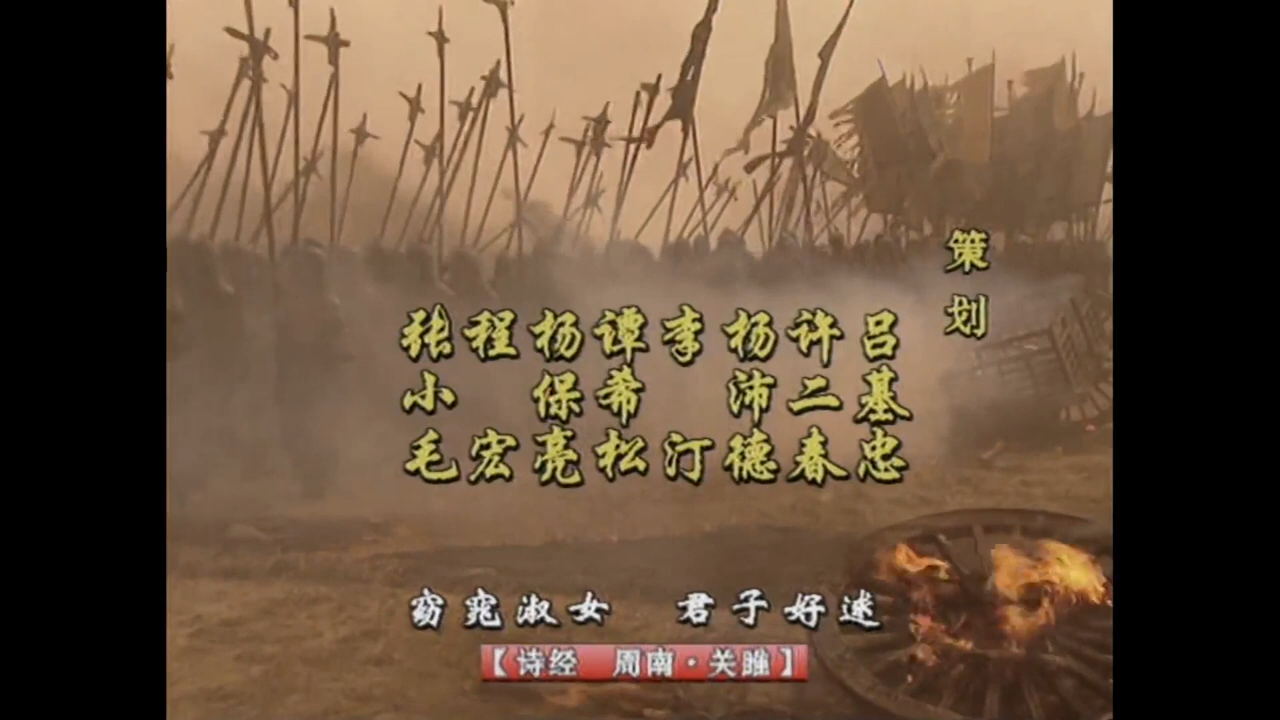 策划
吕基忠
许二春
杨沛德
李汀
谭希松
杨保亮
程宏
张小毛
窈窕淑女 君子好逑
【诗经 周南·关雎】